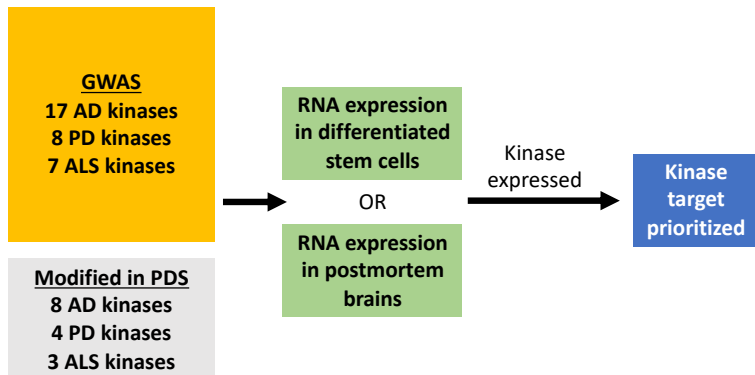 GWAS
17 AD kinases
8 PD kinases
7 ALS kinases
Modified in PDS
8 AD kinases
4 PD kinases
3 ALS kinases
RNA expression
in differentiated
stem cells
OR
RNA expression
in postmortem
brains
Kinase
expressed
Kinase
target
prioritized